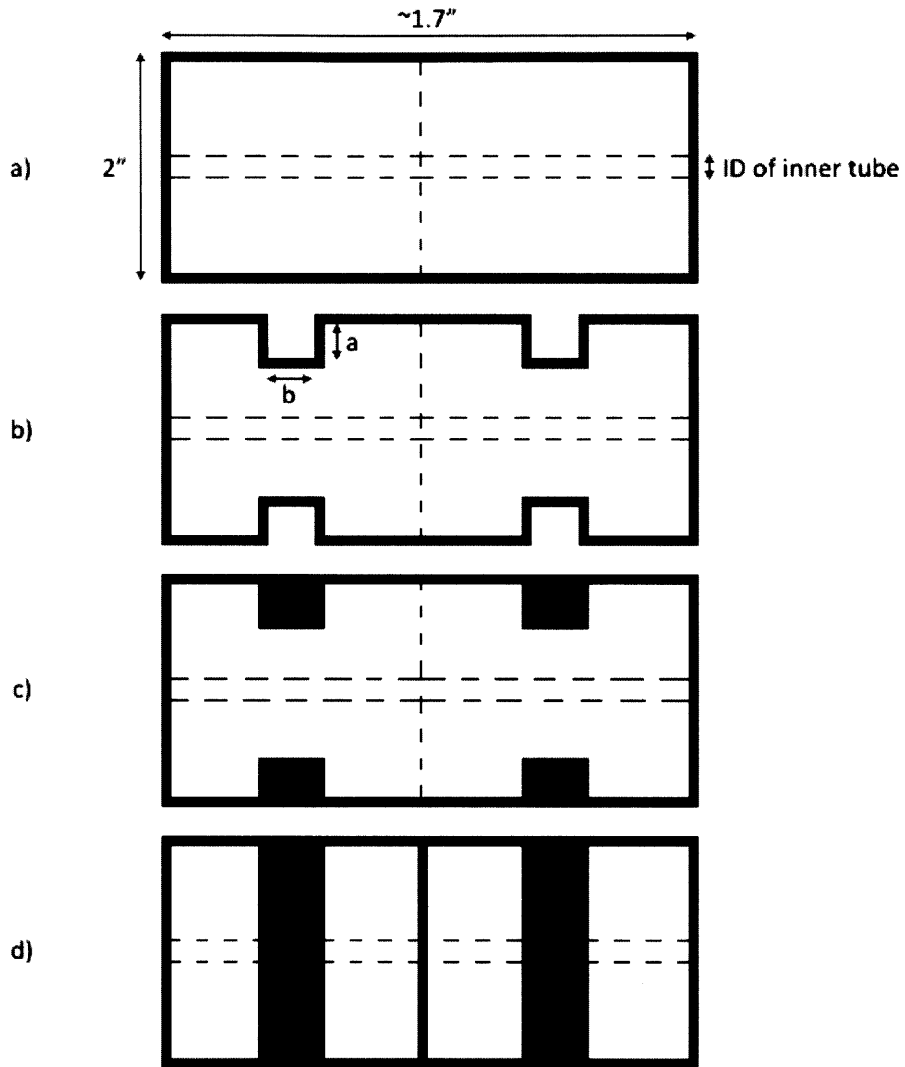 ~1.7”
a)
2”
ID of inner tube
a
b
b)
c)
d)